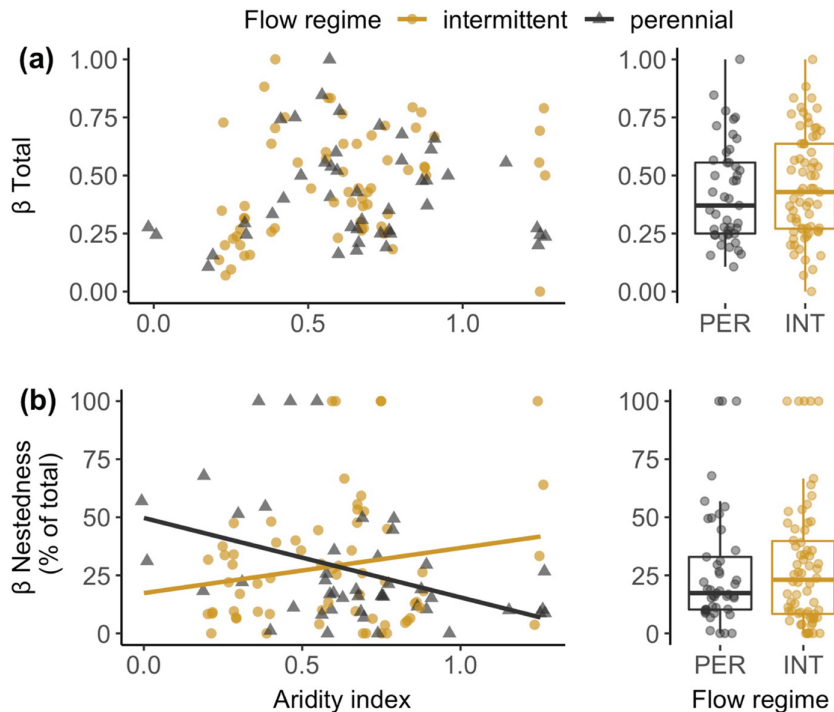 Flow regime intermittent perennial
(a)
β Total
1.00
0.75
0.50
0.25
0.00
0.0 0.5 1.0
1.00
0.75
0.50
0.25
0.00
PER INT
(b)
β Nestedness
(% of total)
100
75
50
25
0
0.0 0.5 1.0
Aridity index
100
75
50
25
0
PER INT
Flow regime